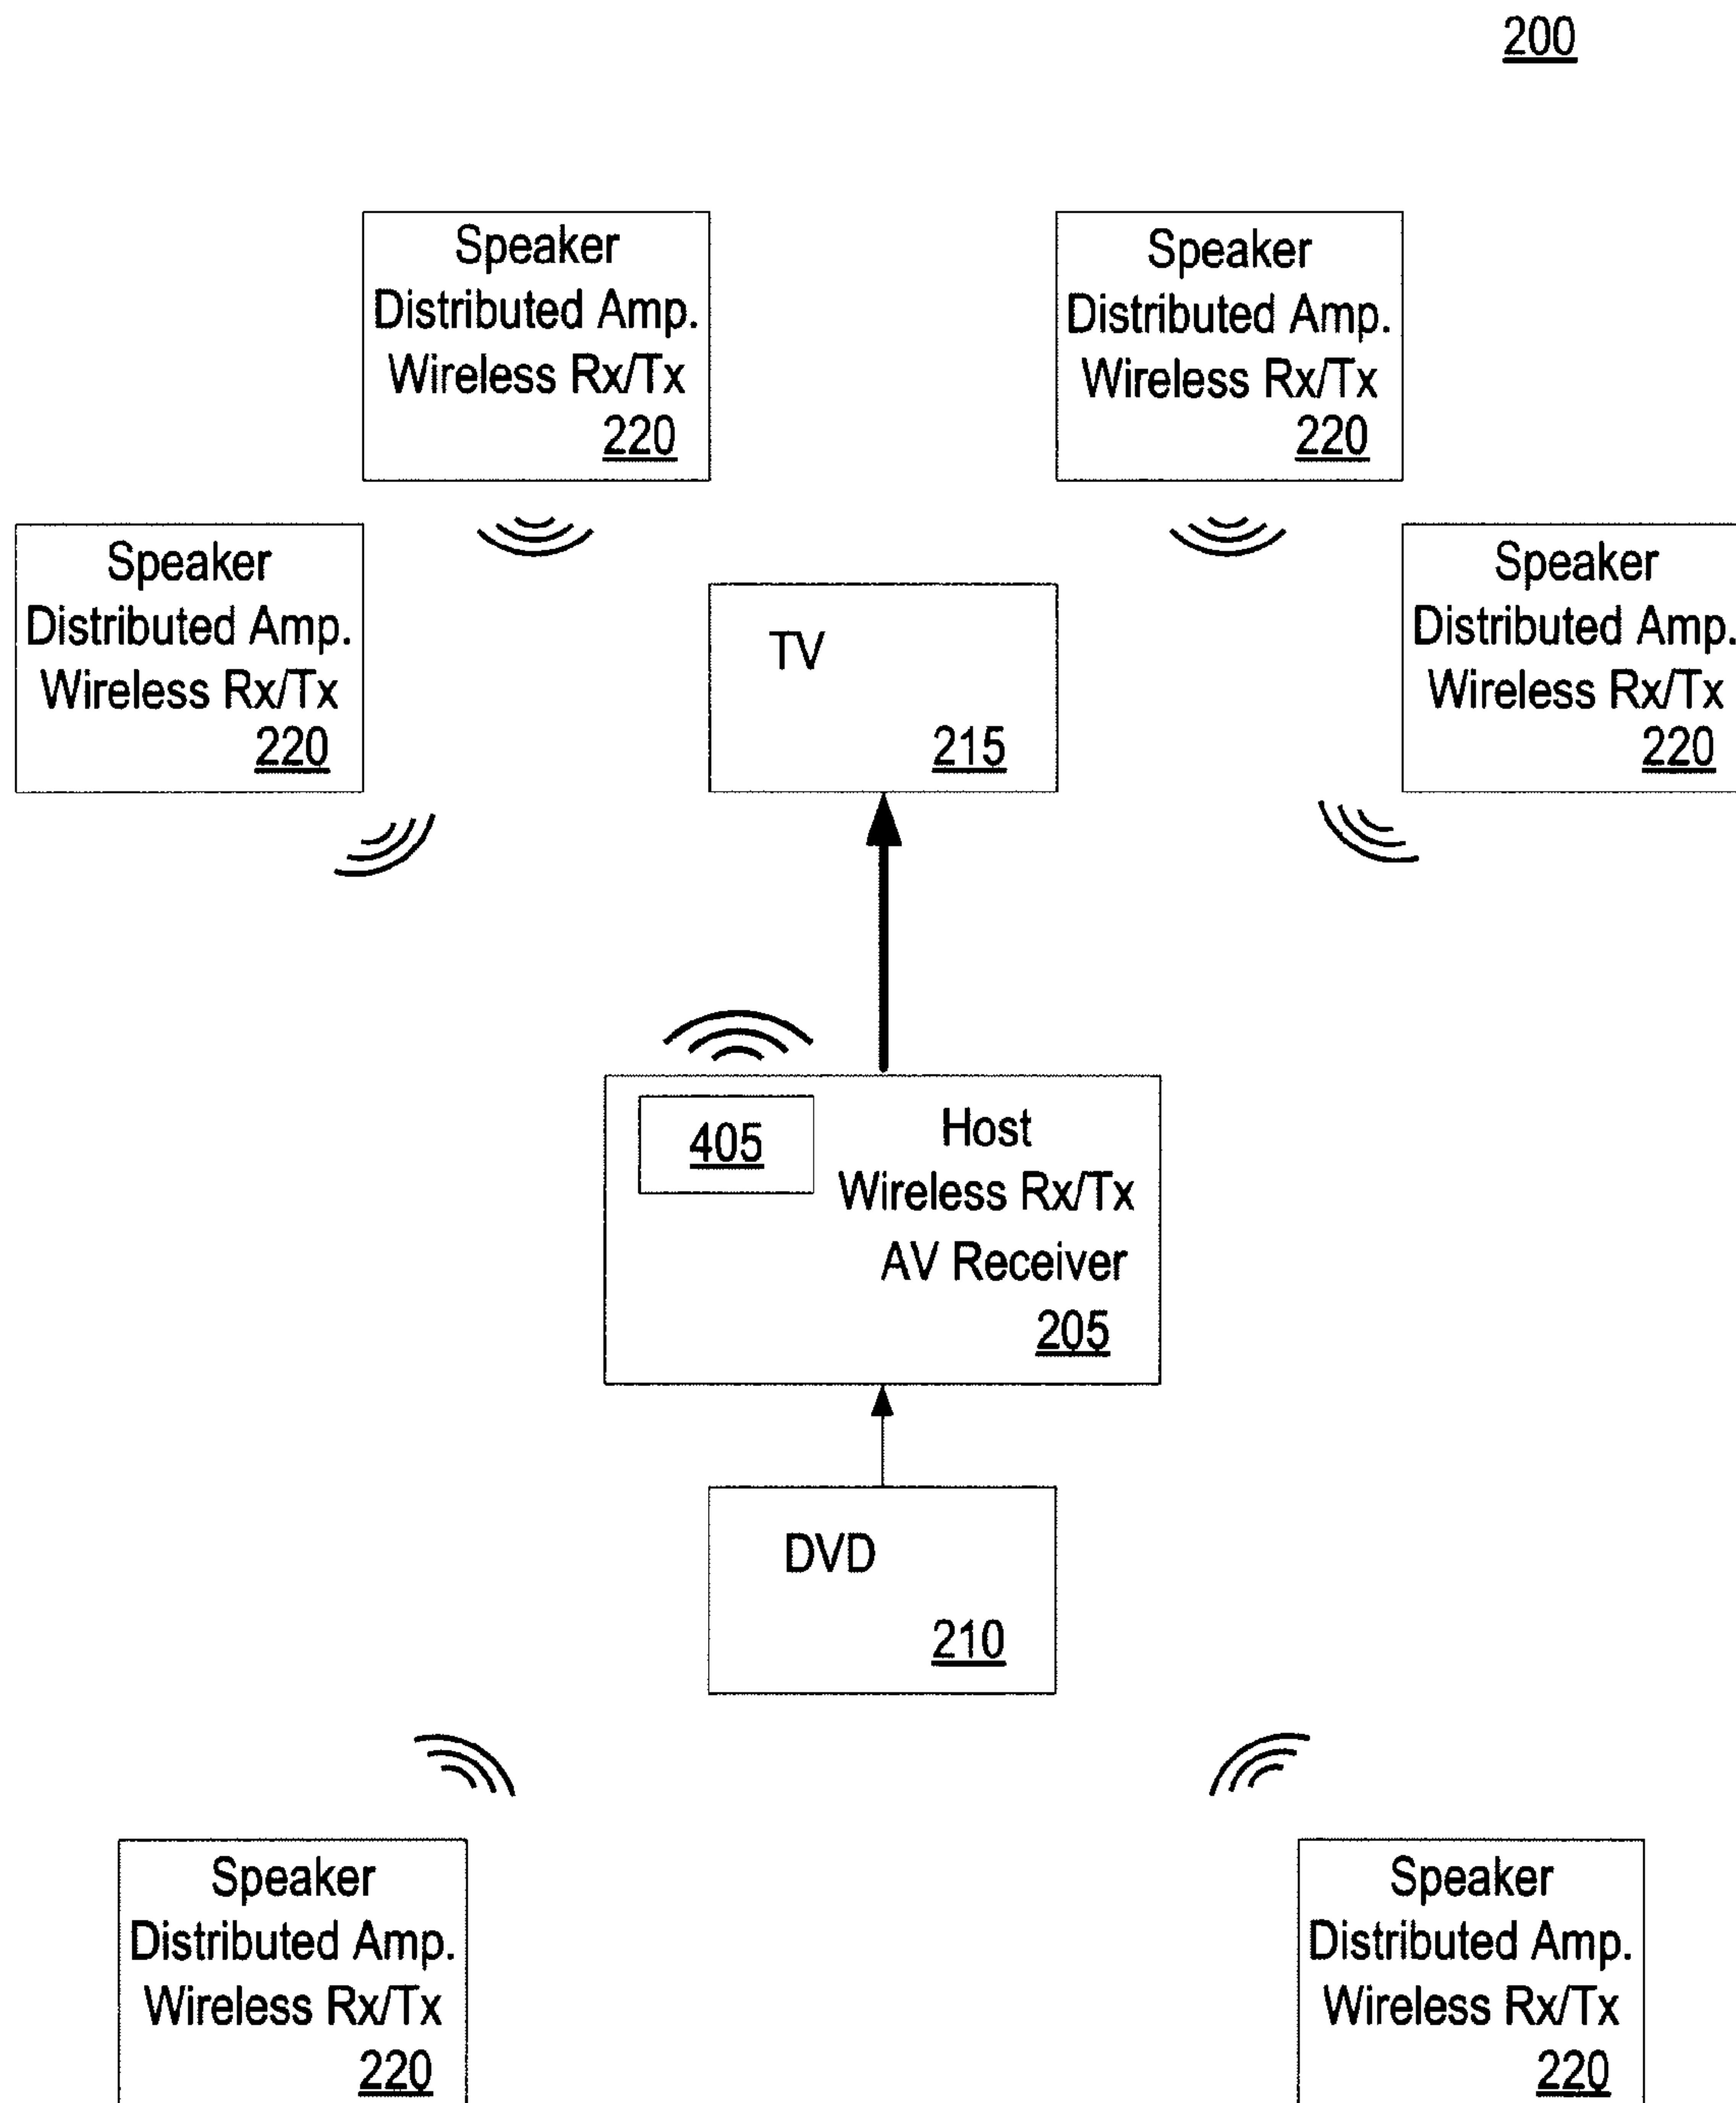 200
Speaker
Distributed Amp.
Wireless Rx/Tx
220
Speaker
Distributed Amp.
Wireless Rx/Tx
220
Speaker
Distributed Amp.
Wireless Rx/Tx
220
TV
215
Speaker
Distributed Amp.
Wireless Rx/Tx
220
405
Host
Wireless Rx/Tx
AV Receiver
205
DVD
210
Speaker
Distributed Amp.
Wireless Rx/Tx
220
Speaker
Distributed Amp.
Wireless Rx/Tx
220